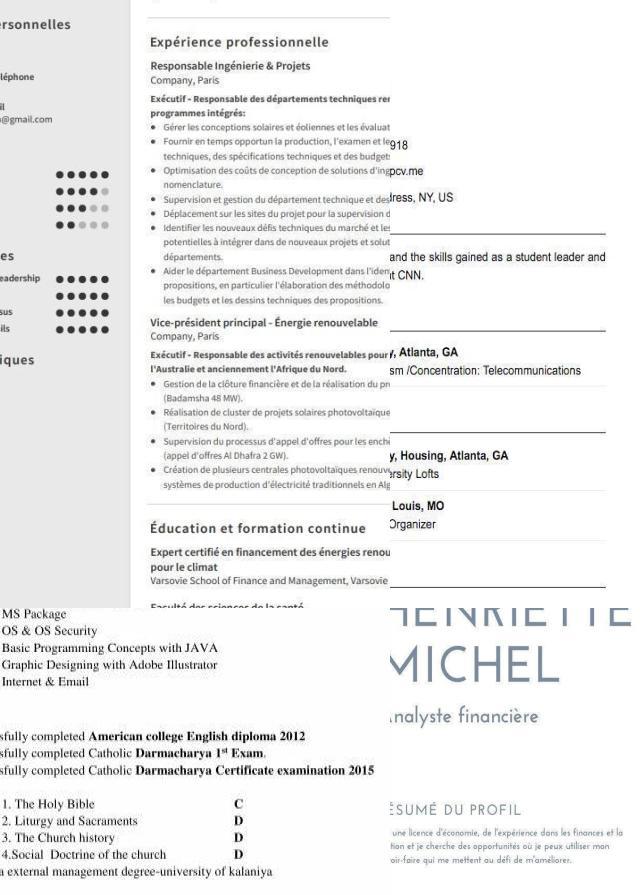 ersonnelles
léphone
il
@gmail.com
es
eadership
sus
ils
iques
Expérience professionnelle
Responsable Ingénierie & Projets
Company, Paris
Exécutif - Responsable des départements techniques rer
programmes intégrés:
• Gérer les conceptions solaires et éoliennes et les évaluat
• Fournir en temps opportun la production, l'examen et le
techniques, des spécifications techniques et des budget
• Optimisation des coûts de conception de solutions d'ing
nomenclature.
• Supervision et gestion du département technique et des
• Déplacement sur les sites du projet pour la supervision d
• Identifier les nouveaux défis techniques du marché et les
potentielles à intégrer dans de nouveaux projets et solut
départements.
• Aider le département Business Development dans l'iden
propositions, en particulier l'élaboration des méthodolo
les budgets et les dessins techniques des propositions.
Vice-président principal - Énergie renouvelable
Company, Paris
Exécutif - Responsable des activités renouvelables pour
l'Australie et anciennement l'Afrique du Nord.
• Gestion de la clôture financière et de la réalisation du pr
(Badamsha 48 MW).
• Réalisation de cluster de projets solaires photovoltaïque
(Territoires du Nord).
• Supervision du processus d'appel d'offres pour les enché
(appel d'offres Al Dhafra 2 GW).
• Création de plusieurs centrales photovoltaïques renouve
systèmes de production d'électricité traditionnels en Alg
Éducation et formation continue
Expert certifié en financement des énergies renou
pour le climat
Varsovie School of Finance and Management, Varsovie
Faculté des sciences de la santé
918
pcv.me
dress, NY, US
and the skills gained as a student leader and
t CNN.
y, Atlanta, GA
sm /Concentration: Telecommunications
y, Housing, Atlanta, GA
ersity Lofts
Louis, MO
Organizer
MS Package
OS & OS Security
Basic Programming Concepts with JAVA
Graphic Designing with Adobe Illustrator
Internet & Email
sfully completed American college English diploma 2012
sfully completed Catholic Darmacharya 1st Exam.
sfully completed Catholic Darmacharya Certificate examination 2015
1. The Holy Bible C
2. Liturgy and Sacraments D
3. The Church history D
4.Social Doctrine of the church D
a external management degree-university of kalaniya
HENRIETTE
MICHEL
Analyste financière
ÉSUMÉ DU PROFIL
une licence d'économie, de l'expérience dans les finances et la
tion et je cherche des opportunités où je peux utiliser mon
oir-faire qui me mettent au défi de m'améliorer.